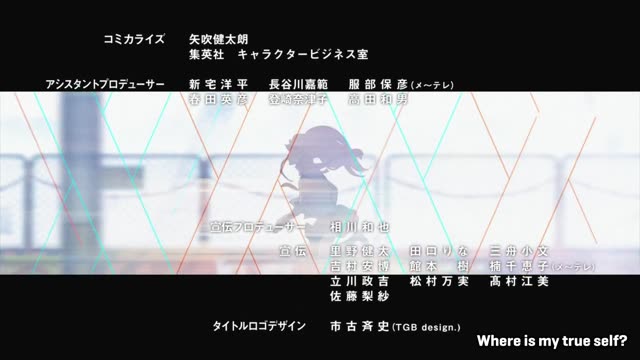 コミカライズ 矢吹健太朗
集英社 キャラクタービジネス室
アシスタントプロデューサー 新宅洋平 長谷川嘉範 服部保彦(メ〜テレ)
春田英彦 登崎奈津子 高田和男
宣伝プロデューサー 相川和也
宣伝 里野健太 田口りな 三舟小文
吉村安博 館本樹 楠千恵子(メ〜テレ)
立川政吉 松村万実 髙村江美
佐藤梨紗
タイトルロゴデザイン 市古斉史(TGB design.)
Where is my true self?